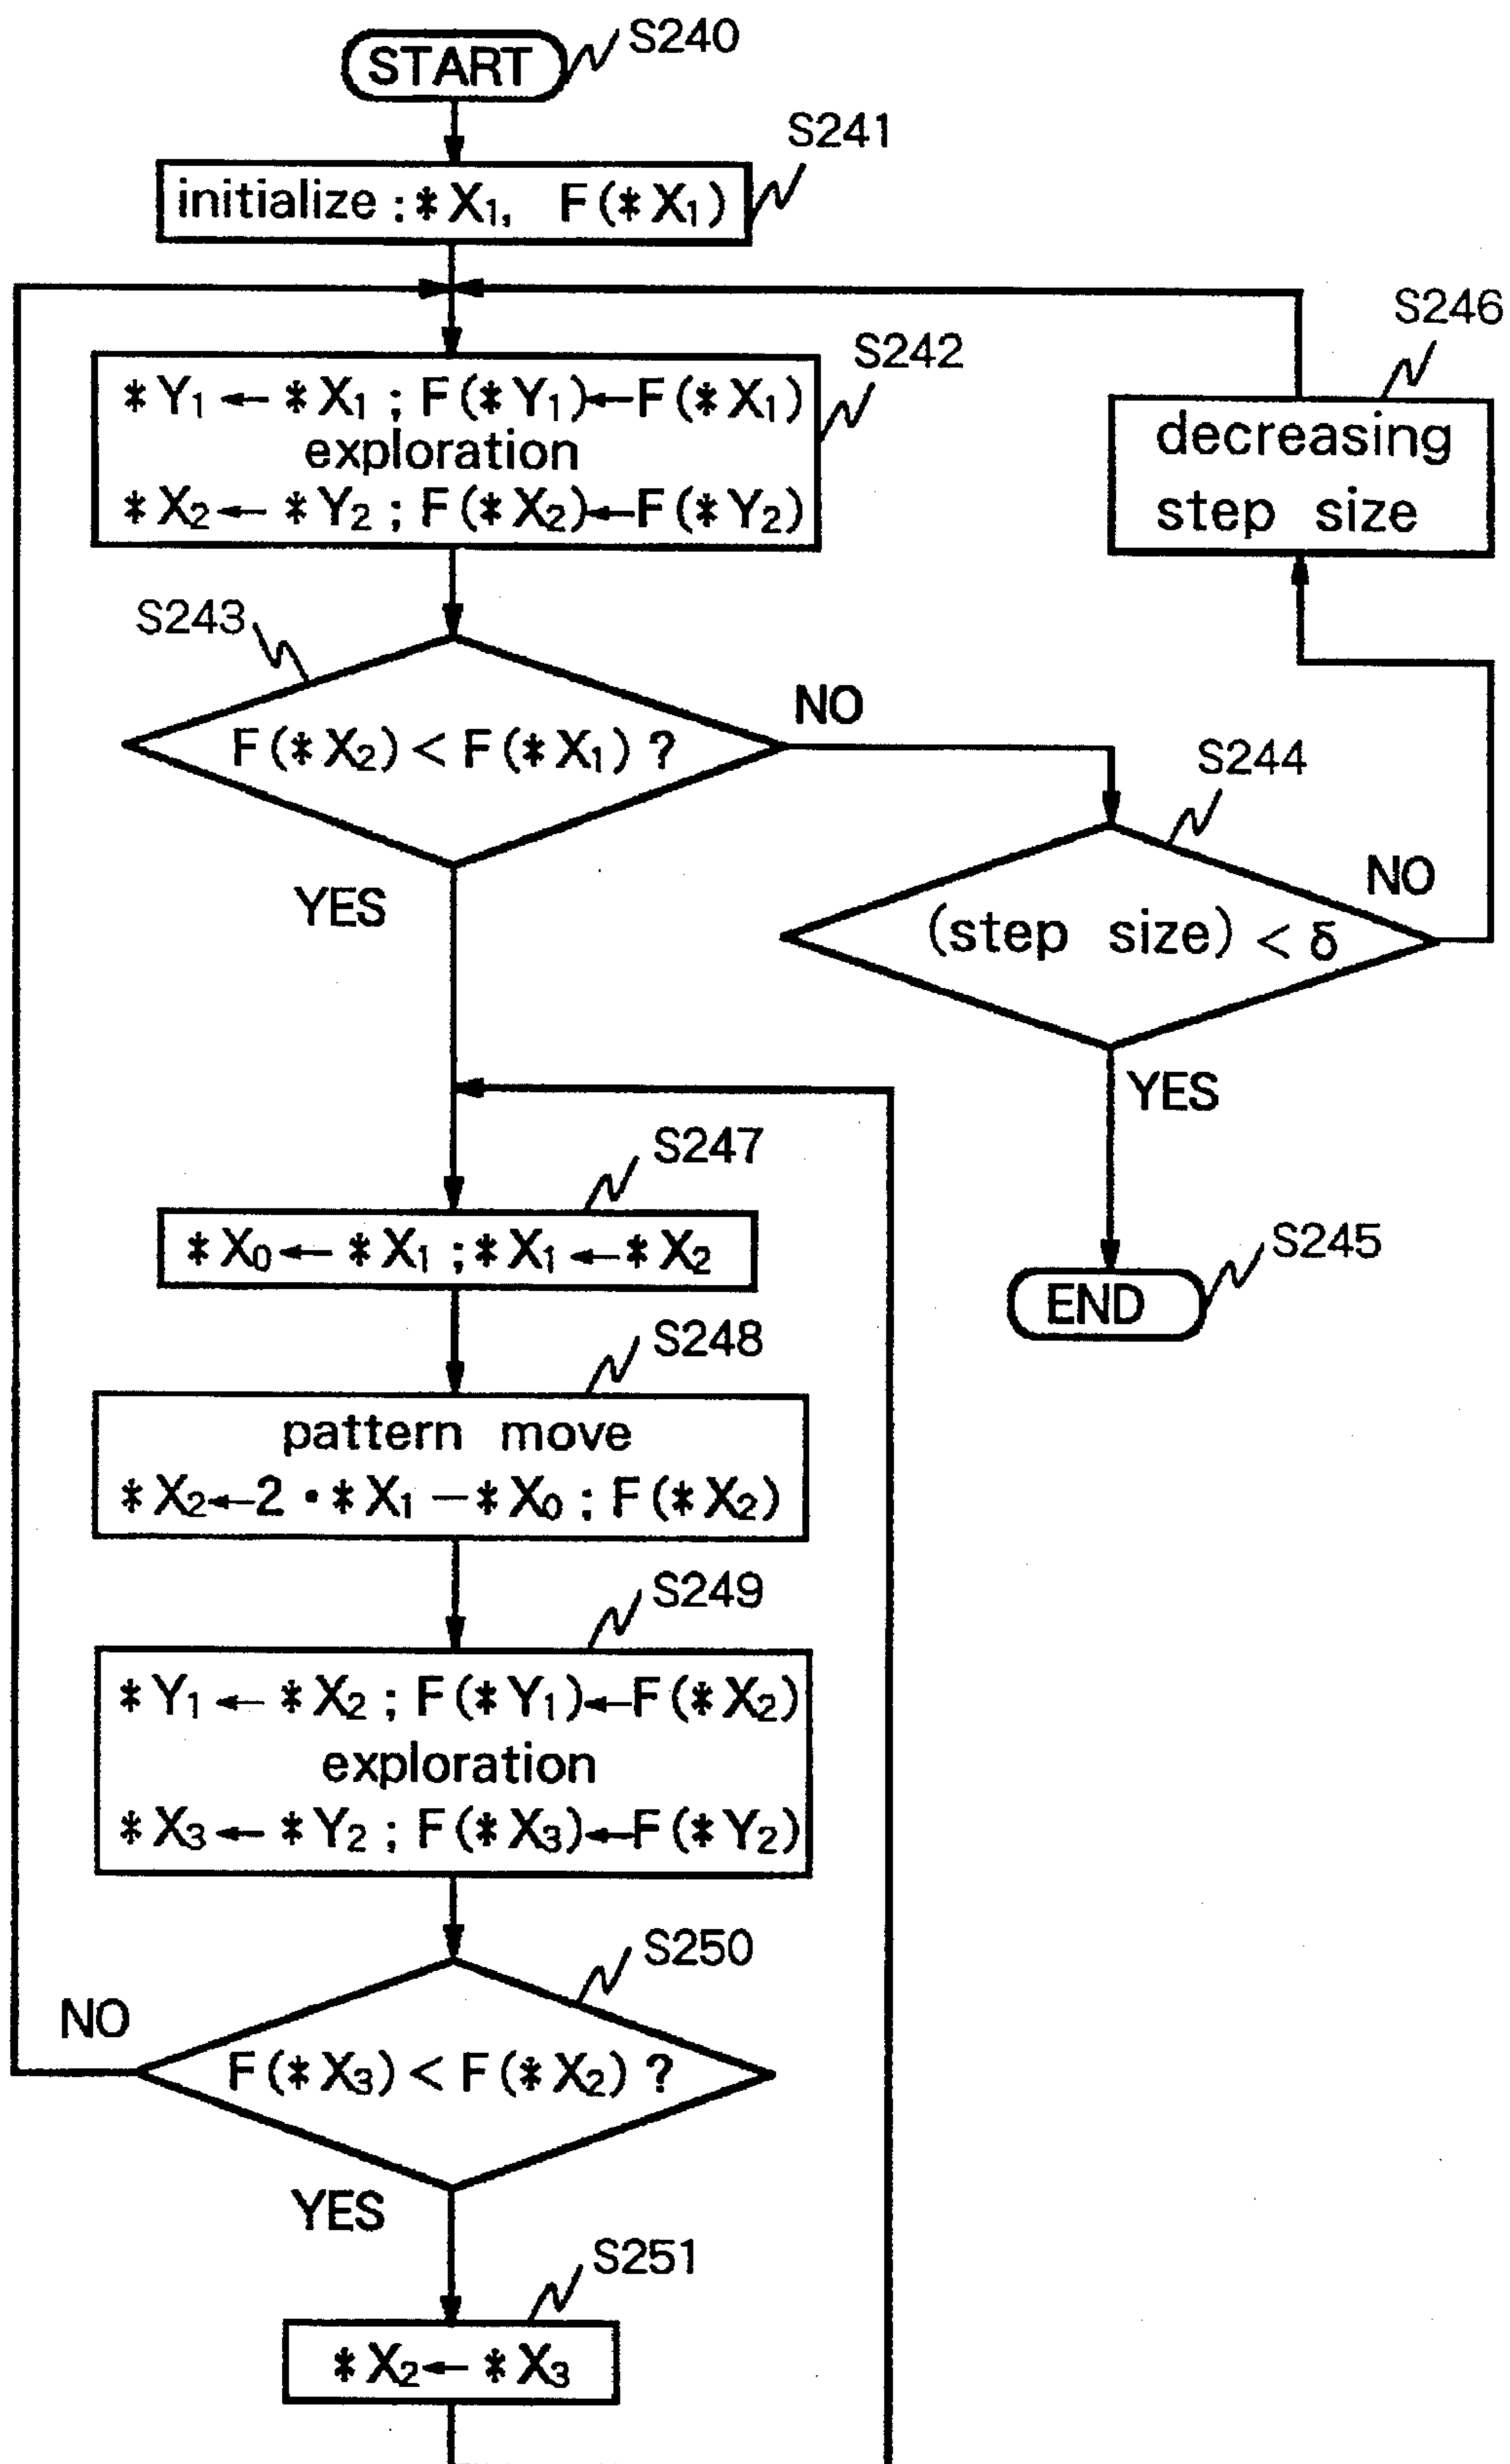 START
S240
S241
initialize : *X₁, F(*X₁)
S246
S242
*Y₁ ← *X₁ ; F(*Y₁)←F(*X₁)
exploration
*X₂ ← *Y₂ ; F(*X₂)←F(*Y₂)
decreasing
step size
S243
NO
F(*X₂) < F(*X₁) ?
S244
NO
YES
(step size) < δ
YES
S247
*X₀ ← *X₁ ; *X₁ ← *X₂
S245
END
S248
pattern move
*X₂←2・*X₁ −*X₀ ; F(*X₂)
S249
*Y₁ ← *X₂ ; F(*Y₁)←F(*X₂)
exploration
*X₃ ← *Y₂ ; F(*X₃)←F(*Y₂)
S250
NO
F(*X₃) < F(*X₂) ?
YES
S251
*X₂ ← *X₃